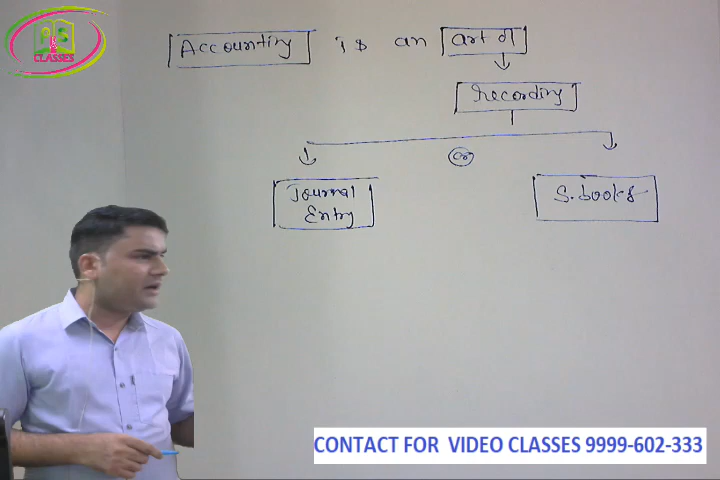 CLASSES
Accounting is an art of
recording
or
Journal
Entry
S. books
CONTACT FOR VIDEO CLASSES 9999-602-333